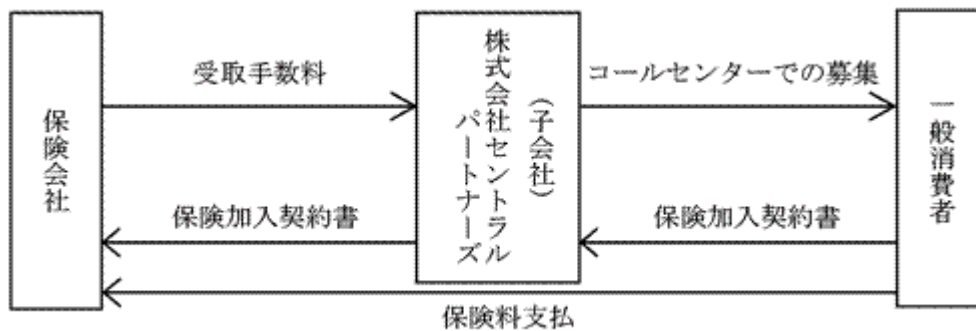 保険会社
受取手数料
保険加入契約書
株式会社セントラル
パートナーズ
（子会社）
コールセンターでの募集
保険加入契約書
一般消費者
保険料支払